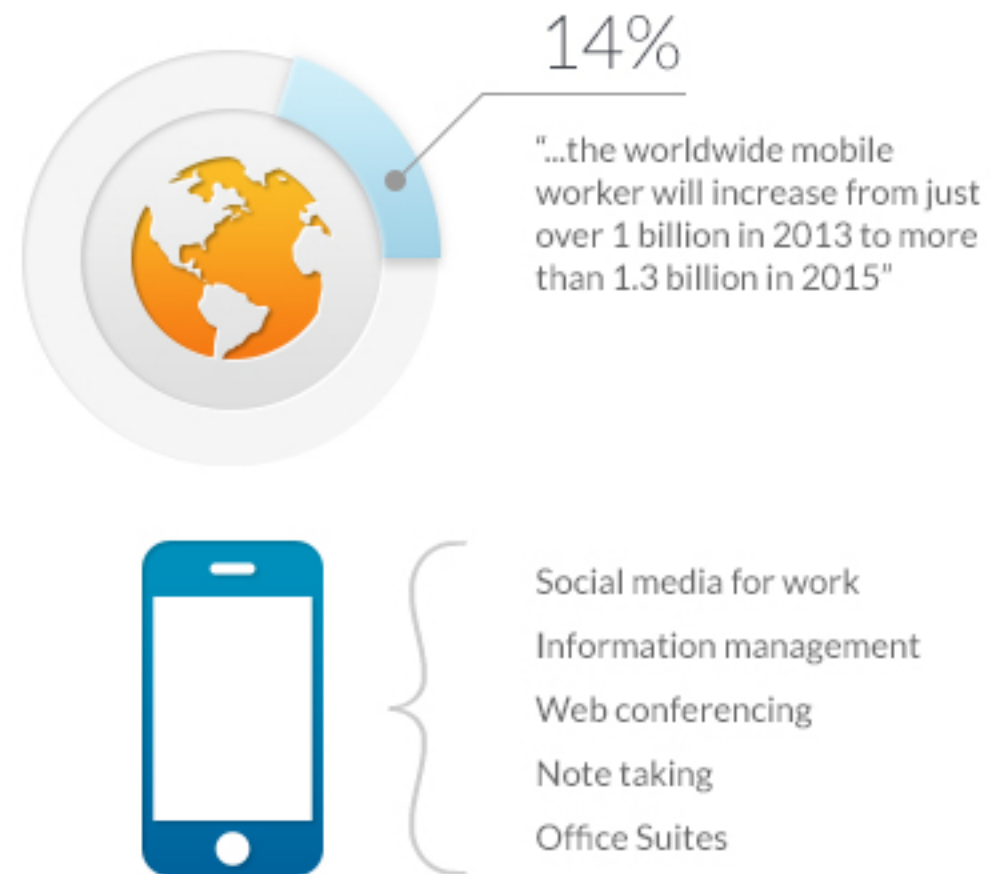 14%
“...the worldwide mobile
worker will increase from just
over 1 billion in 2013 to more
than 1.3 billion in 2015”
Social media for work
Information management
Web conferencing
Note taking
Office Suites